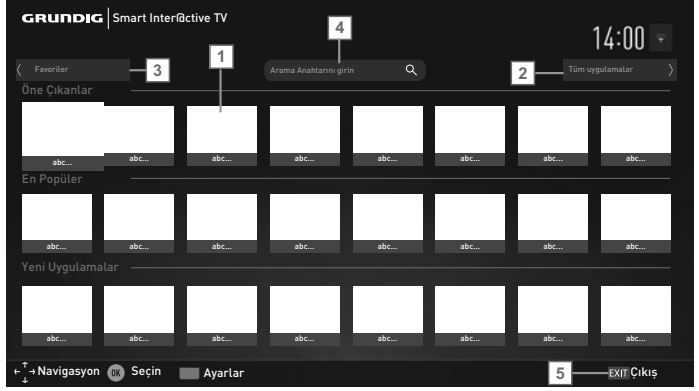 GRUNDIG Smart Inter@ctive TV
4
14:00
1
Favoriler
3
Arama Anahtarını girin
2
Tüm uygulamalar
Öne Çıkanlar
abc... abc... abc... abc... abc... abc... abc... abc...
En Popüler
abc... abc... abc... abc... abc... abc... abc... abc...
Yeni Uygulamalar
abc... abc... abc... abc... abc... abc... abc... abc...
Navigasyon OK Seçin Ayarlar 5 EXIT Çıkış